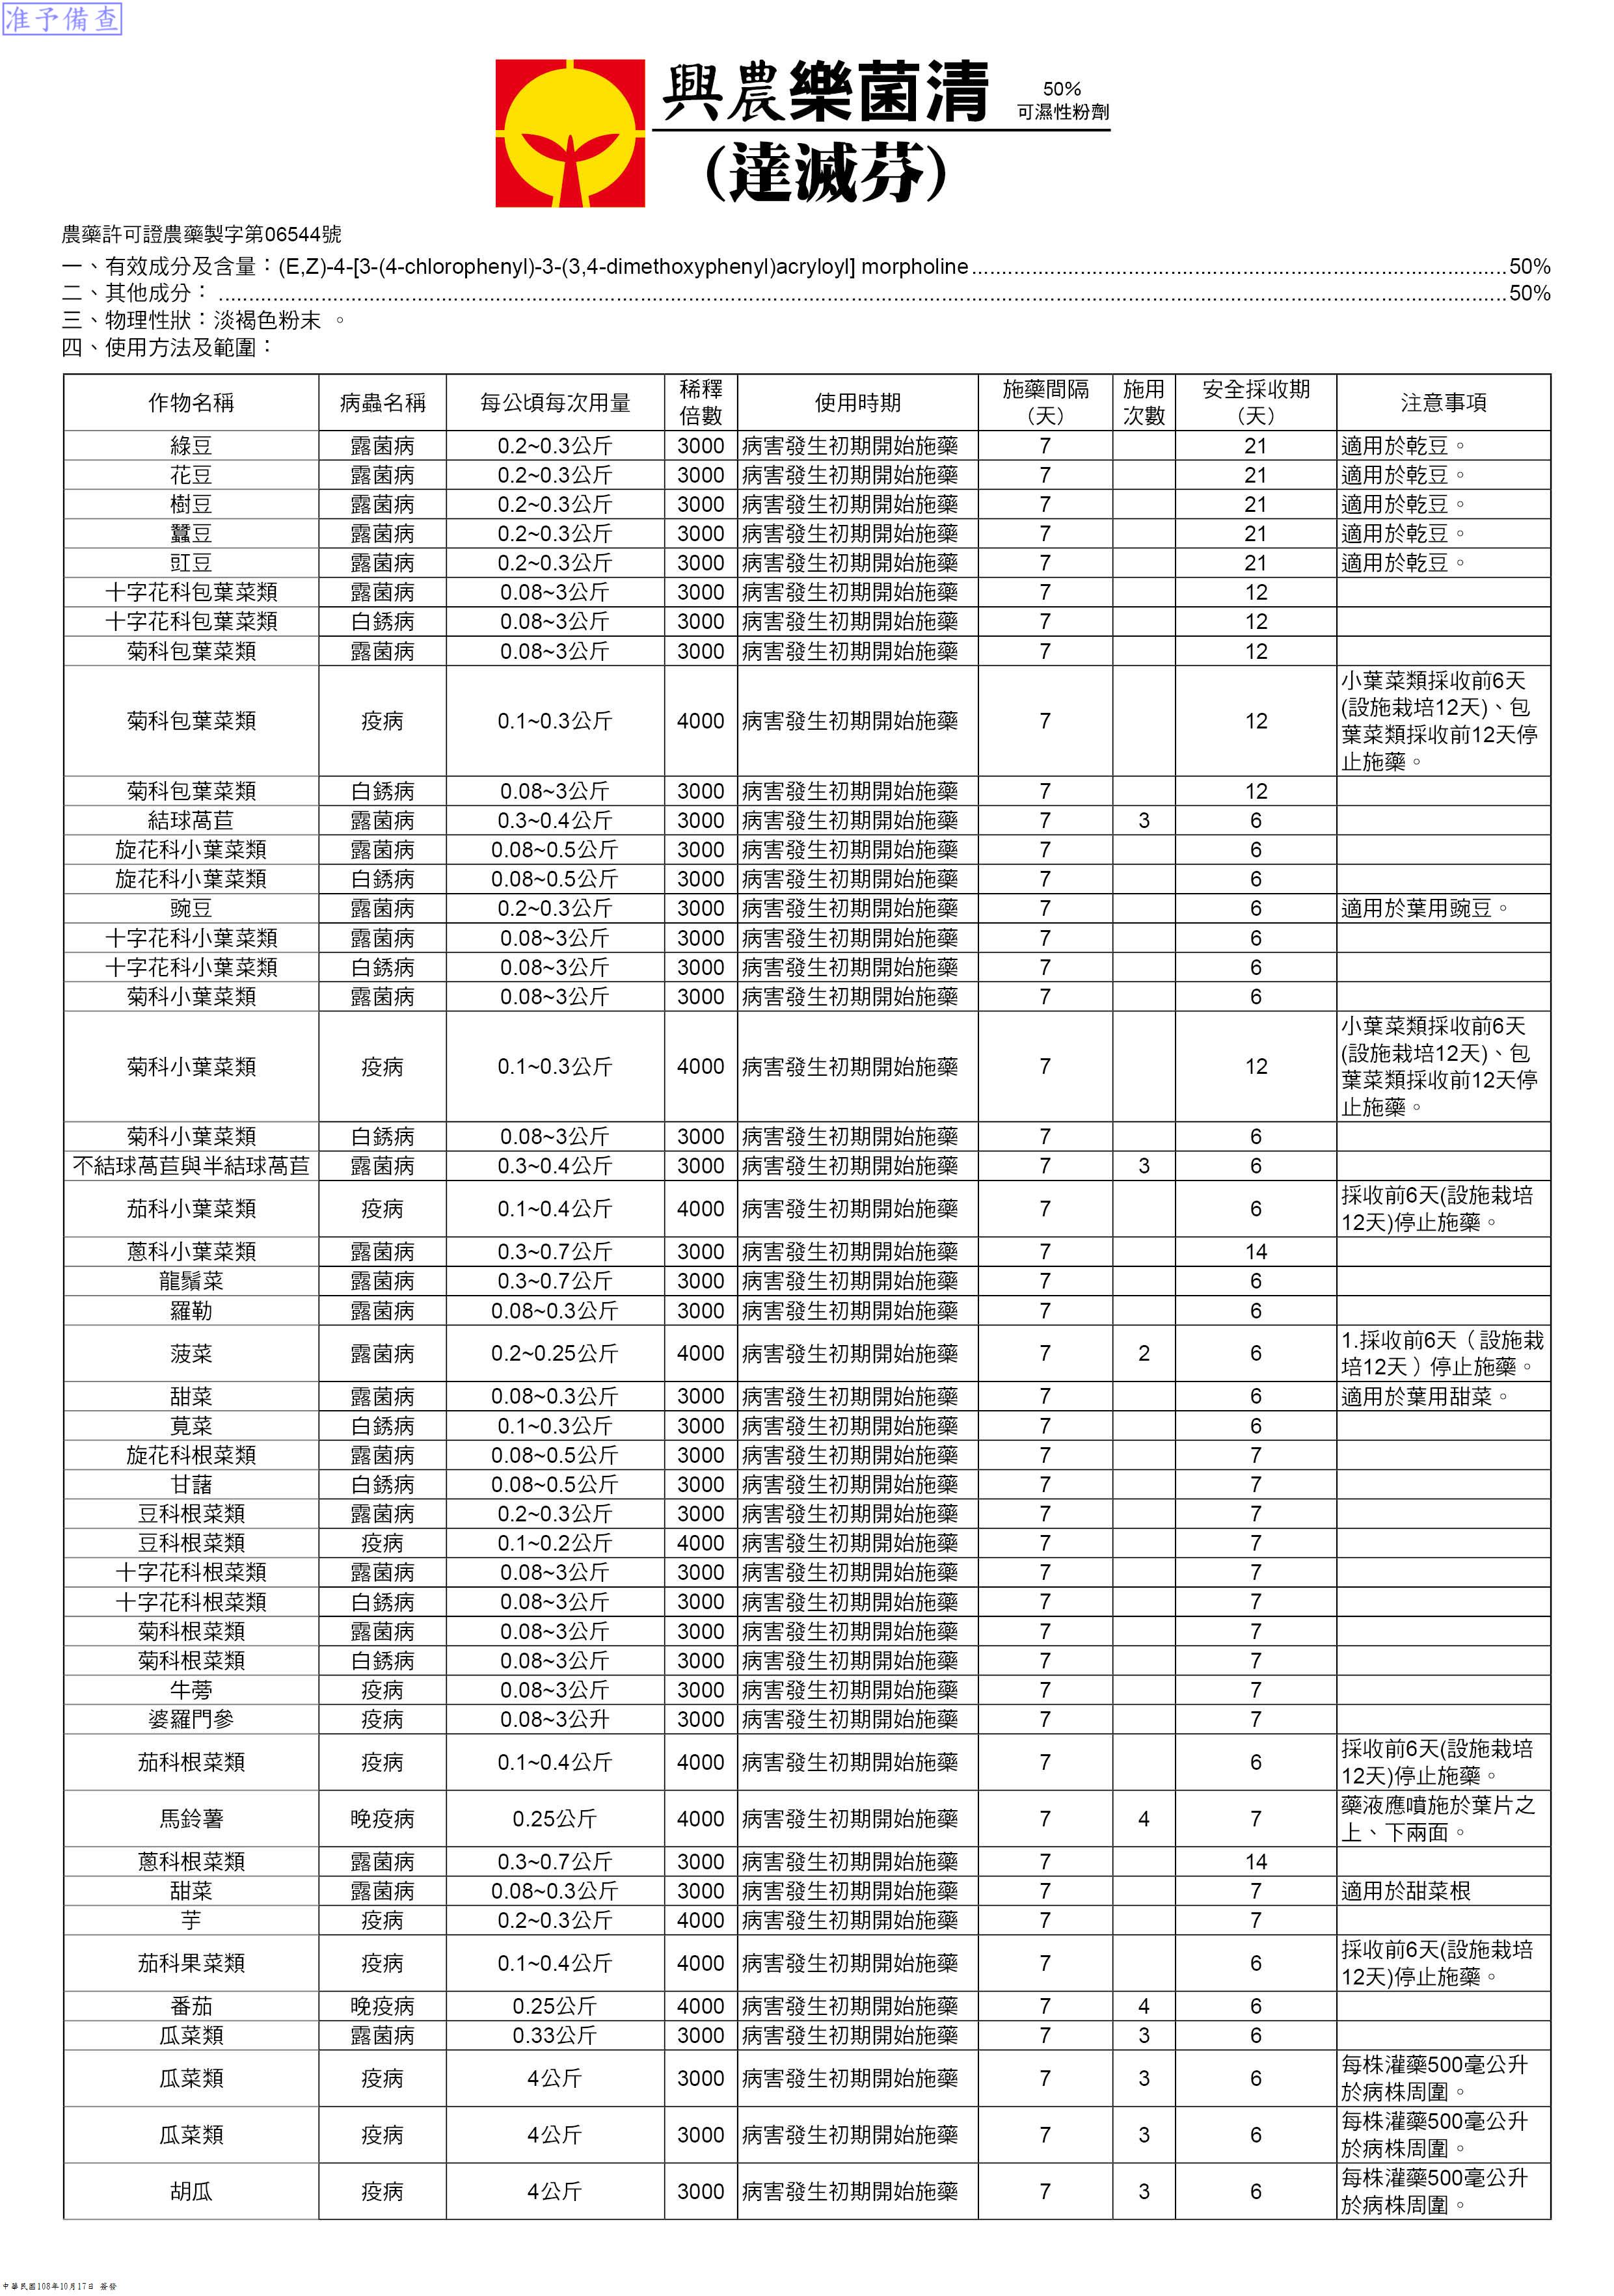 准予備查
興農樂菌清
50%
可濕性粉劑
(達滅芬)
農藥許可證農藥製字第06544號
一、有效成分及含量：(E,Z)-4-[3-(4-chlorophenyl)-3-(3,4-dimethoxyphenyl)acryloyl] morpholine 50%
二、其他成分： 50%
三、物理性狀：淡褐色粉末 。
四、使用方法及範圍：
作物名稱 病蟲名稱 每公頃每次用量 稀釋倍數 使用時期 施藥間隔（天） 施用次數 安全採收期（天） 注意事項
綠豆 露菌病 0.2~0.3公斤 3000 病害發生初期開始施藥 7 21 適用於乾豆。
花豆 露菌病 0.2~0.3公斤 3000 病害發生初期開始施藥 7 21 適用於乾豆。
樹豆 露菌病 0.2~0.3公斤 3000 病害發生初期開始施藥 7 21 適用於乾豆。
蠶豆 露菌病 0.2~0.3公斤 3000 病害發生初期開始施藥 7 21 適用於乾豆。
豇豆 露菌病 0.2~0.3公斤 3000 病害發生初期開始施藥 7 21 適用於乾豆。
十字花科包葉菜類 露菌病 0.08~3公斤 3000 病害發生初期開始施藥 7 12
十字花科包葉菜類 白銹病 0.08~3公斤 3000 病害發生初期開始施藥 7 12
菊科包葉菜類 露菌病 0.08~3公斤 3000 病害發生初期開始施藥 7 12
菊科包葉菜類 疫病 0.1~0.3公斤 4000 病害發生初期開始施藥 7 12 小葉菜類採收前6天
(設施栽培12天)、包
葉菜類採收前12天停
止施藥。
菊科包葉菜類 白銹病 0.08~3公斤 3000 病害發生初期開始施藥 7 12
結球萵苣 露菌病 0.3~0.4公斤 3000 病害發生初期開始施藥 7 3 6
旋花科小葉菜類 露菌病 0.08~0.5公斤 3000 病害發生初期開始施藥 7 6
旋花科小葉菜類 白銹病 0.08~0.5公斤 3000 病害發生初期開始施藥 7 6
豌豆 露菌病 0.2~0.3公斤 3000 病害發生初期開始施藥 7 6 適用於葉用豌豆。
十字花科小葉菜類 露菌病 0.08~3公斤 3000 病害發生初期開始施藥 7 6
十字花科小葉菜類 白銹病 0.08~3公斤 3000 病害發生初期開始施藥 7 6
菊科小葉菜類 露菌病 0.08~3公斤 3000 病害發生初期開始施藥 7 6
菊科小葉菜類 疫病 0.1~0.3公斤 4000 病害發生初期開始施藥 7 12 小葉菜類採收前6天
(設施栽培12天)、包
葉菜類採收前12天停
止施藥。
菊科小葉菜類 白銹病 0.08~3公斤 3000 病害發生初期開始施藥 7 6
不結球萵苣與半結球萵苣 露菌病 0.3~0.4公斤 3000 病害發生初期開始施藥 7 3 6
茄科小葉菜類 疫病 0.1~0.4公斤 4000 病害發生初期開始施藥 7 6 採收前6天(設施栽培
12天)停止施藥。
蔥科小葉菜類 露菌病 0.3~0.7公斤 3000 病害發生初期開始施藥 7 14
龍鬚菜 露菌病 0.3~0.7公斤 3000 病害發生初期開始施藥 7 6
羅勒 露菌病 0.08~0.3公斤 3000 病害發生初期開始施藥 7 6
菠菜 露菌病 0.2~0.25公斤 4000 病害發生初期開始施藥 7 2 6 1.採收前6天（設施栽
培12天）停止施藥。
甜菜 露菌病 0.08~0.3公斤 3000 病害發生初期開始施藥 7 6 適用於葉用甜菜。
莧菜 白銹病 0.1~0.3公斤 3000 病害發生初期開始施藥 7 6
旋花科根菜類 露菌病 0.08~0.5公斤 3000 病害發生初期開始施藥 7 7
甘藷 白銹病 0.08~0.5公斤 3000 病害發生初期開始施藥 7 7
豆科根菜類 露菌病 0.2~0.3公斤 3000 病害發生初期開始施藥 7 7
豆科根菜類 疫病 0.1~0.2公斤 4000 病害發生初期開始施藥 7 7
十字花科根菜類 露菌病 0.08~3公斤 3000 病害發生初期開始施藥 7 7
十字花科根菜類 白銹病 0.08~3公斤 3000 病害發生初期開始施藥 7 7
菊科根菜類 露菌病 0.08~3公斤 3000 病害發生初期開始施藥 7 7
菊科根菜類 白銹病 0.08~3公斤 3000 病害發生初期開始施藥 7 7
牛蒡 疫病 0.08~3公斤 3000 病害發生初期開始施藥 7 7
婆羅門參 疫病 0.08~3公升 3000 病害發生初期開始施藥 7 7
茄科根菜類 疫病 0.1~0.4公斤 4000 病害發生初期開始施藥 7 6 採收前6天(設施栽培
12天)停止施藥。
馬鈴薯 晚疫病 0.25公斤 4000 病害發生初期開始施藥 7 4 7 藥液應噴施於葉片之
上、下兩面。
蔥科根菜類 露菌病 0.3~0.7公斤 3000 病害發生初期開始施藥 7 14
甜菜 露菌病 0.08~0.3公斤 3000 病害發生初期開始施藥 7 7 適用於甜菜根
芋 疫病 0.2~0.3公斤 4000 病害發生初期開始施藥 7 7
茄科果菜類 疫病 0.1~0.4公斤 4000 病害發生初期開始施藥 7 6 採收前6天(設施栽培
12天)停止施藥。
番茄 晚疫病 0.25公斤 4000 病害發生初期開始施藥 7 4 6
瓜菜類 露菌病 0.33公斤 3000 病害發生初期開始施藥 7 3 6
瓜菜類 疫病 4公斤 3000 病害發生初期開始施藥 7 3 6 每株灌藥500毫公升
於病株周圍。
瓜菜類 疫病 4公斤 3000 病害發生初期開始施藥 7 3 6 每株灌藥500毫公升
於病株周圍。
胡瓜 疫病 4公斤 3000 病害發生初期開始施藥 7 3 6 每株灌藥500毫公升
於病株周圍。
中華民國108年10月17日 簽發